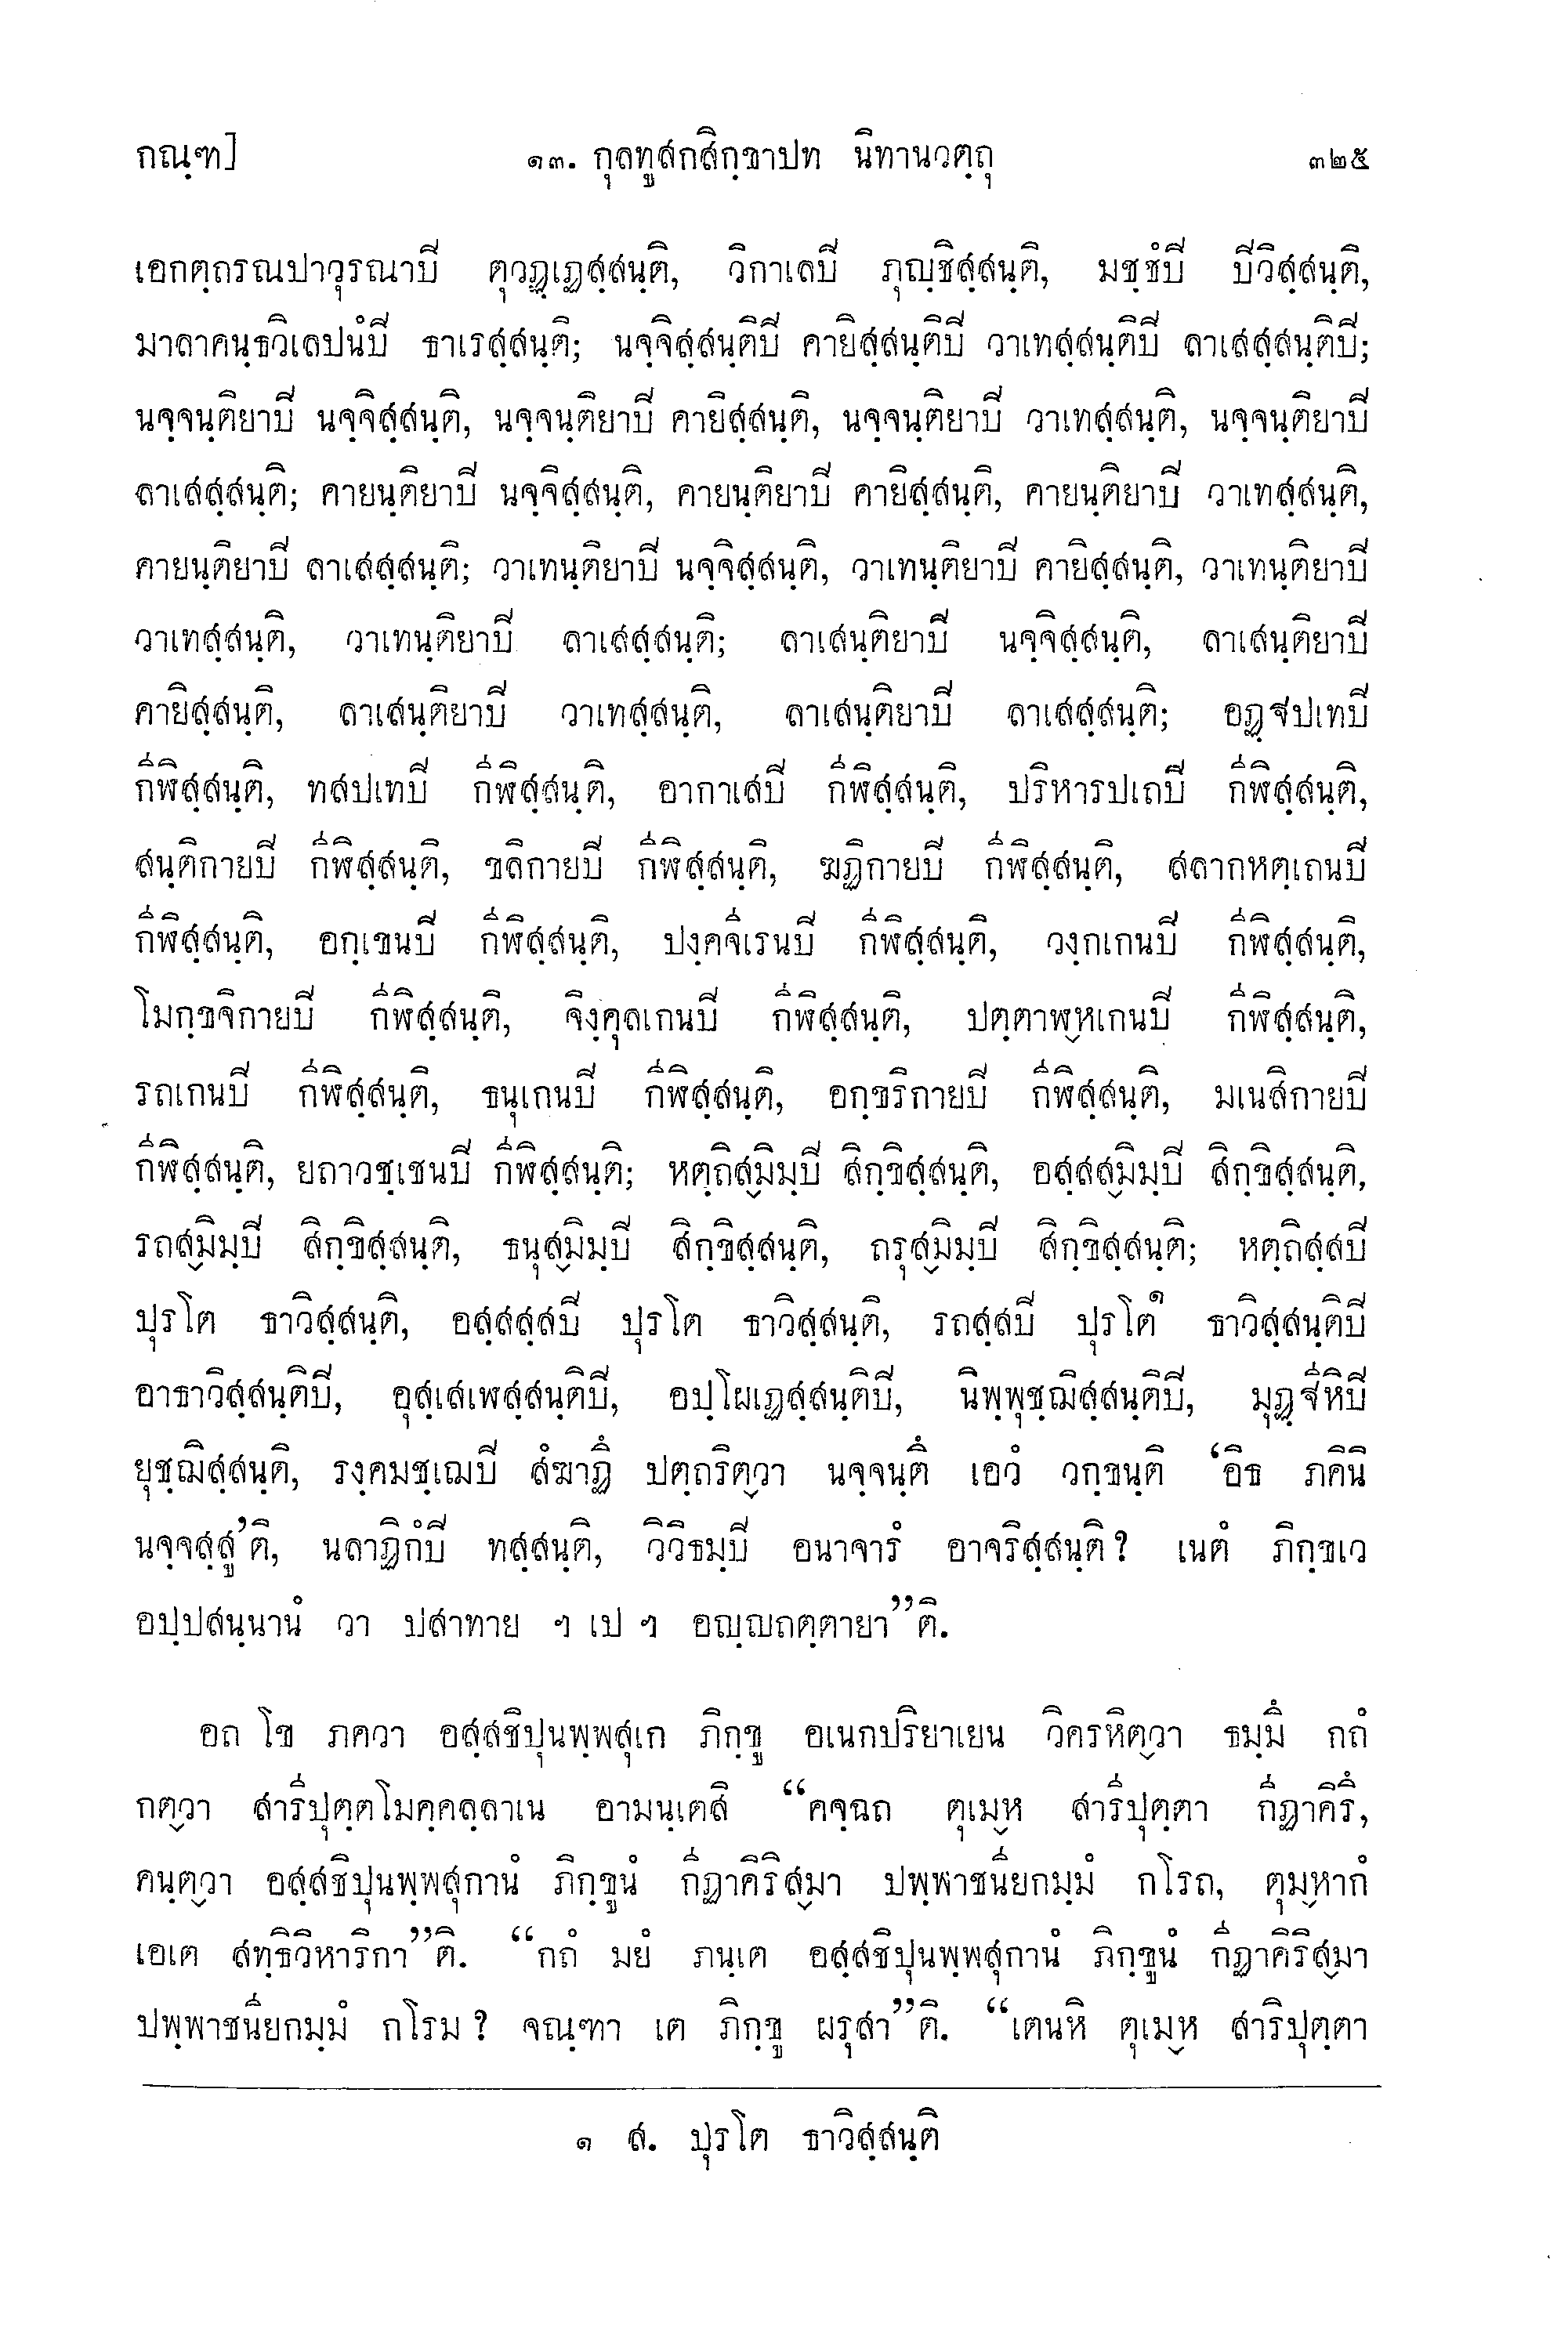 กณฺฑ] ๑๓. กุลทูสกสิกฺขาปท นิทานวตฺถุ ๓๒๕
เอกตฺถรณปาวุรณาปิ ตุวฏฺเฏสฺสนฺติ, วิกาเลปิ ภุญฺชิสฺสนฺติ, มชฺชํปิ ปิวิสฺสนฺติ,
มาลาคนฺธวิเลปนํปิ ธาเรสฺสนฺติ; นจฺจิสฺสนฺติปิ คายิสฺสนฺติปิ วาเทสฺสนฺติปิ ลาเสสฺสนฺติปิ;
นจฺจนฺติยาปิ นจฺจิสฺสนฺติ, นจฺจนฺติยาปิ คายิสฺสนฺติ, นจฺจนฺติยาปิ วาเทสฺสนฺติ, นจฺจนฺติยาปิ
ลาเสสฺสนฺติ; คายนฺติยาปิ นจฺจิสฺสนฺติ, คายนฺติยาปิ คายิสฺสนฺติ, คายนฺติยาปิ วาเทสฺสนฺติ,
คายนฺติยาปิ ลาเสสฺสนฺติ; วาเทนฺติยาปิ นจฺจิสฺสนฺติ, วาเทนฺติยาปิ คายิสฺสนฺติ, วาเทนฺติยาปิ
วาเทสฺสนฺติ, วาเทนฺติยาปิ ลาเสสฺสนฺติ; ลาเสนฺติยาปิ นจฺจิสฺสนฺติ, ลาเสนฺติยาปิ
คายิสฺสนฺติ, ลาเสนฺติยาปิ วาเทสฺสนฺติ, ลาเสนฺติยาปิ ลาเสสฺสนฺติ; อฏฺฐปเทปิ
กีฬิสฺสนฺติ, ทสปเทปิ กีฬิสฺสนฺติ, อากาเสปิ กีฬิสฺสนฺติ, ปริหารปเถปิ กีฬิสฺสนฺติ,
สนฺติกายปิ กีฬิสฺสนฺติ, ขลิกายปิ กีฬิสฺสนฺติ, ฆฏิกายปิ กีฬิสฺสนฺติ, สลากหตฺเถนปิ
กีฬิสฺสนฺติ, อกฺเขนปิ กีฬิสฺสนฺติ, ปงฺคจีเรนปิ กีฬิสฺสนฺติ, วงฺกเกนปิ กีฬิสฺสนฺติ,
โมกฺขจิกายปิ กีฬิสฺสนฺติ, จิงฺคุลเกนปิ กีฬิสฺสนฺติ, ปตฺตาฬฺหเกนปิ กีฬิสฺสนฺติ,
รถเกนปิ กีฬิสฺสนฺติ, ธนุเกนปิ กีฬิสฺสนฺติ, อกฺขริกายปิ กีฬิสฺสนฺติ, มเนสิกายปิ
กีฬิสฺสนฺติ, ยถาวชฺเชนปิ กีฬิสฺสนฺติ; หตฺถิสฺมิมฺปิ สิกฺขิสฺสนฺติ, อสฺสสฺมิมฺปิ สิกฺขิสฺสนฺติ,
รถสฺมิมฺปิ สิกฺขิสฺสนฺติ, ธนุสฺมิมฺปิ สิกฺขิสฺสนฺติ, ถรุสฺมิมฺปิ สิกฺขิสฺสนฺติ; หตฺถิสฺสปิ
ปุรโต ธาวิสฺสนฺติ, อสฺสสฺสปิ ปุรโต ธาวิสฺสนฺติ, รถสฺสปิ ปุรโต๑ ธาวิสฺสนฺติปิ
อาธาวิสฺสนฺติปิ, อุสฺเสเฬสฺสนฺติปิ, อปฺโผเฏสฺสนฺติปิ, นิพฺพุชฺฌิสฺสนฺติปิ, มุฏฺฐีหิปิ
ยุชฺฌิสฺสนฺติ, รงฺคมชฺเฌปิ สํฆาฏึ ปตฺถริตฺวา นจฺจนฺตึ เอวํ วกฺขนฺติ ‘อิธ ภคินิ
นจฺจสฺสู’ติ, นลาฏิกํปิ ทสฺสนฺติ, วิวิธมฺปิ อนาจารํ อาจริสฺสนฺติ? เนตํ ภิกฺขเว
อปฺปสนฺนานํ วา ปสาทาย ฯ เป ฯ อญฺญถตฺตายา”ติ.
อถ โข ภควา อสฺสชิปุนพฺพสุเก ภิกฺขู อเนกปริยาเยน วิครหิตฺวา ธมฺมึ กถํ
กตฺวา สารีปุตฺตโมคฺคลฺลาเน อามนฺเตสิ “คจฺฉถ ตุเมฺห สารีปุตฺตา กีฏาคิรึ,
คนฺตฺวา อสฺสชิปุนพฺพสุกานํ ภิกฺขูนํ กีฏาคิริสฺมา ปพฺพาชนียกมฺมํ กโรถ, ตุมฺหากํ
เอเต สทฺธิวิหาริกา”ติ. “กถํ มยํ ภนฺเต อสฺสชิปุนพฺพสุกานํ ภิกฺขูนํ กีฏาคิริสฺมา
ปพฺพาชนียกมฺมํ กโรม? จณฺฑา เต ภิกฺขู ผรุสา”ติ. “เตนหิ ตุเมฺห สาริปุตฺตา
๑ ส. ปุรโต ธาวิสฺสนฺติ